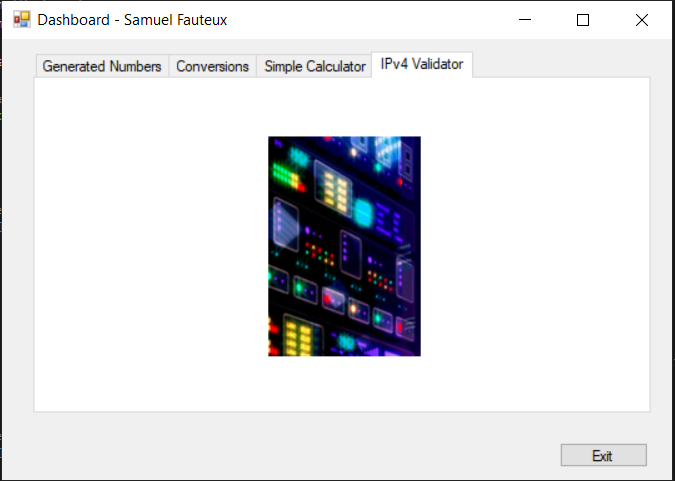 Dashboard - Samuel Fauteux
Generated Numbers Conversions Simple Calculator IPv4 Validator
Exit